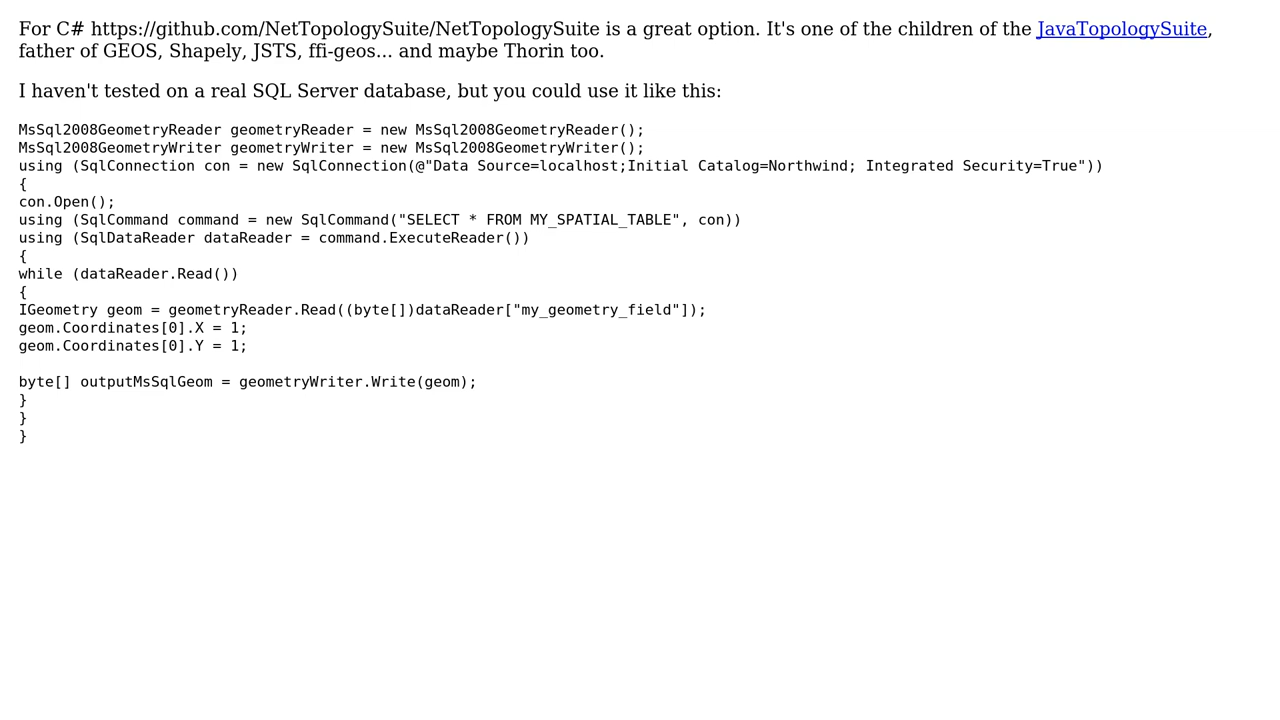 For C# https://github.com/NetTopologySuite/NetTopologySuite is a great option. It's one of the children of the JavaTopologySuite,
father of GEOS, Shapely, JSTS, ffi-geos... and maybe Thorin too.
I haven't tested on a real SQL Server database, but you could use it like this:
MsSql2008GeometryReader geometryReader = new MsSql2008GeometryReader();
MsSql2008GeometryWriter geometryWriter = new MsSql2008GeometryWriter();
using (SqlConnection con = new SqlConnection(@"Data Source=localhost;Initial Catalog=Northwind; Integrated Security=True"))
{
con.Open();
using (SqlCommand command = new SqlCommand("SELECT * FROM MY_SPATIAL_TABLE", con))
using (SqlDataReader dataReader = command.ExecuteReader())
{
while (dataReader.Read())
{
IGeometry geom = geometryReader.Read((byte[])dataReader["my_geometry_field"]);
geom.Coordinates[0].X = 1;
geom.Coordinates[0].Y = 1;
byte[] outputMsSqlGeom = geometryWriter.Write(geom);
}
}
}